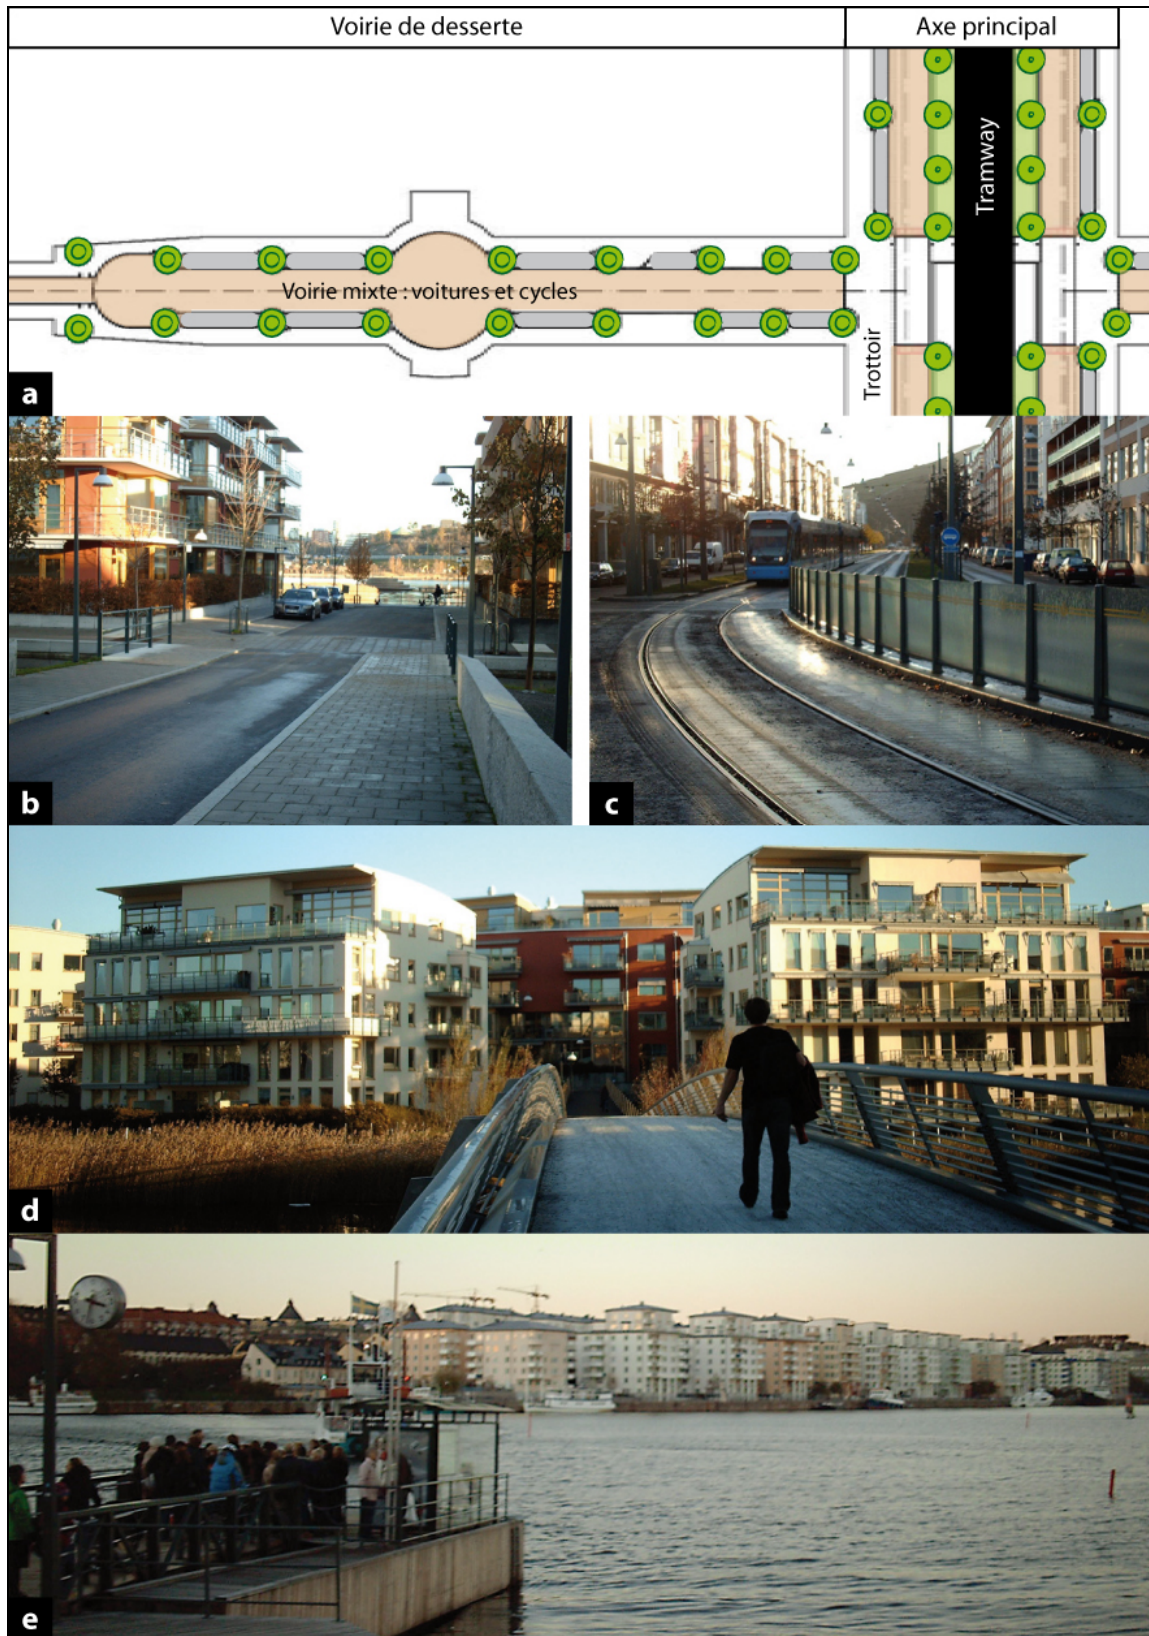 Voirie de desserte
Axe principal
Tramway
Voirie mixte : voitures et cycles
Trottoir
a
b
c
d
e